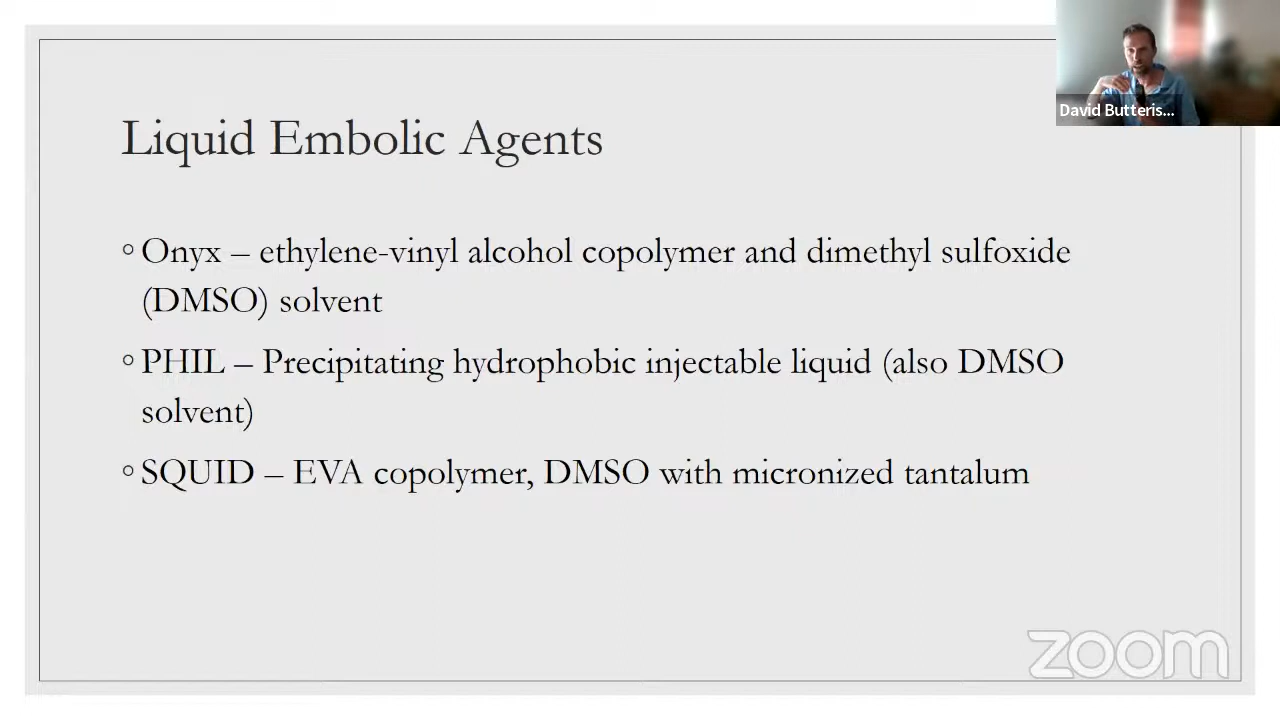 David Butteris...
Liquid Embolic Agents
◦ Onyx – ethylene-vinyl alcohol copolymer and dimethyl sulfoxide
(DMSO) solvent
◦ PHIL – Precipitating hydrophobic injectable liquid (also DMSO
solvent)
◦ SQUID – EVA copolymer, DMSO with micronized tantalum
zoom